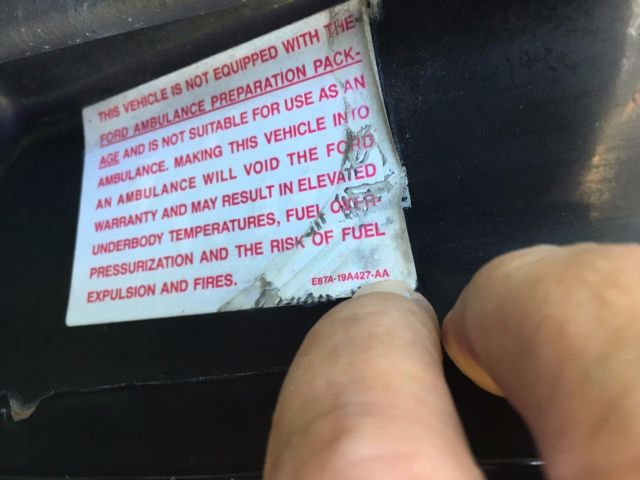 THIS VEHICLE IS NOT EQUIPPED WITH THE
FORD AMBULANCE PREPARATION PACK-
AGE AND IS NOT SUITABLE FOR USE AS AN
AMBULANCE. MAKING THIS VEHICLE INTO
AN AMBULANCE WILL VOID THE FORD
WARRANTY AND MAY RESULT IN ELEVATED
UNDERBODY TEMPERATURES, FUEL OVER-
PRESSURIZATION AND THE RISK OF FUEL
EXPULSION AND FIRES.
E8TA-19A427-AA